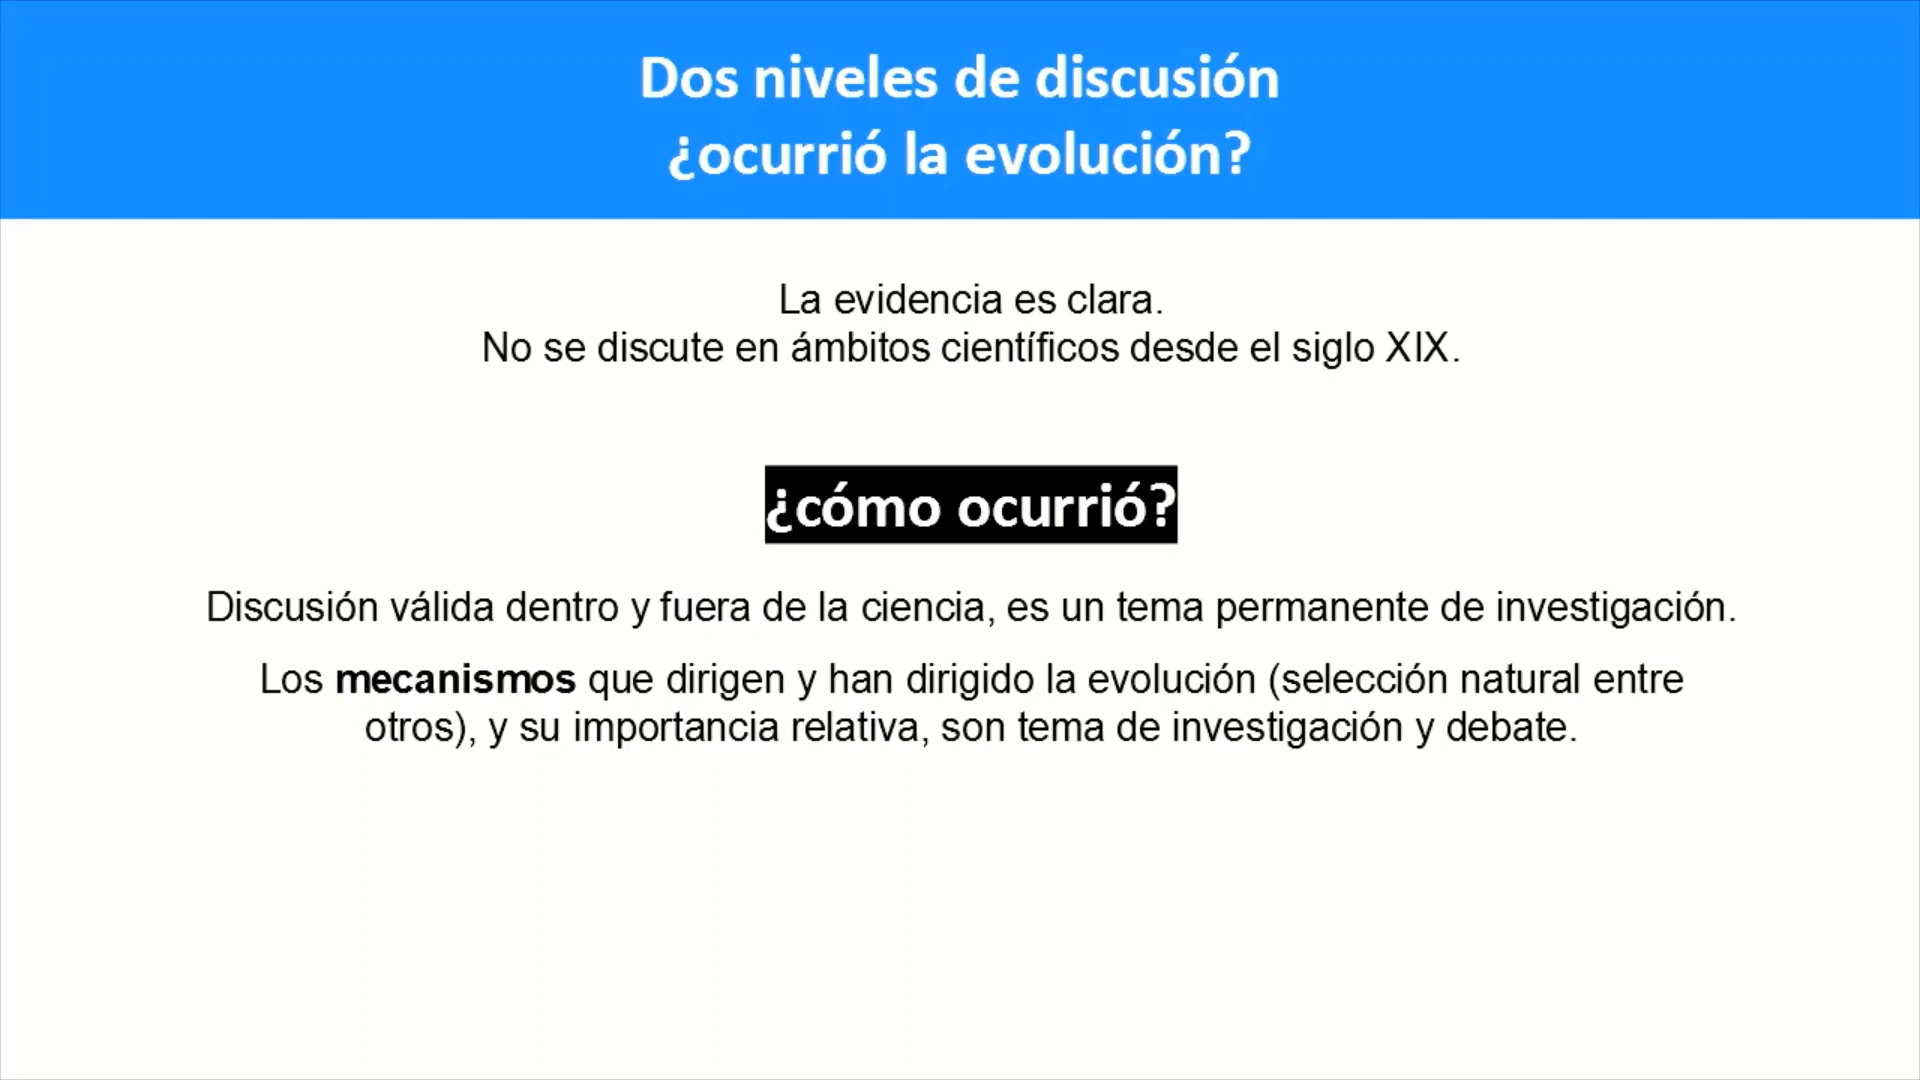 Dos niveles de discusión
¿ocurrió la evolución?
La evidencia es clara.
No se discute en ámbitos científicos desde el siglo XIX.
¿cómo ocurrió?
Discusión válida dentro y fuera de la ciencia, es un tema permanente de investigación.
Los mecanismos que dirigen y han dirigido la evolución (selección natural entre
otros), y su importancia relativa, son tema de investigación y debate.